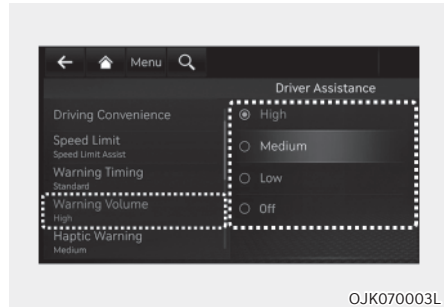 Menu
Driver Assistance
Driving Convenience
Speed Limit
Speed Limit Assist
Warning Timing
Standard
Warning Volume
High
Haptic Warning
Medium
High
Medium
Low
Off
OJK070003L